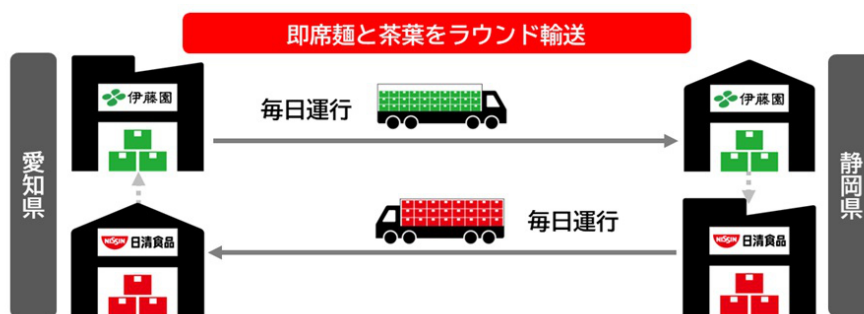 即席麺と茶葉をラウンド輸送
愛知県
伊藤園
毎日運行
伊藤園
静岡県
NISSIN 日清食品
毎日運行
NISSIN 日清食品